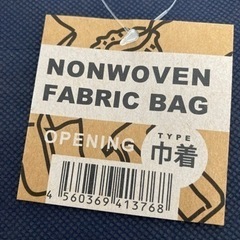 NONWOVEN
FABRIC BAG
OPENING
TYPE
巾着
4 560369 413768